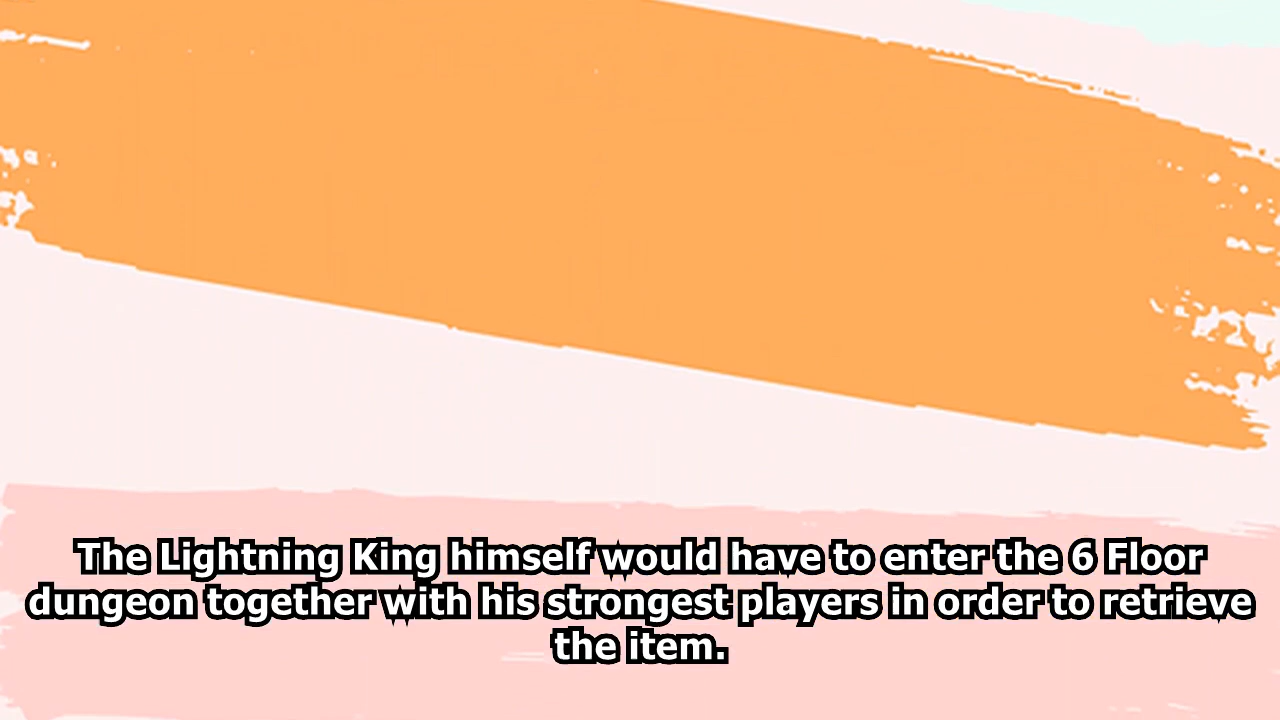 The Lightning King himself would have to enter the 6 Floor
dungeon together with his strongest players in order to retrieve
the item.